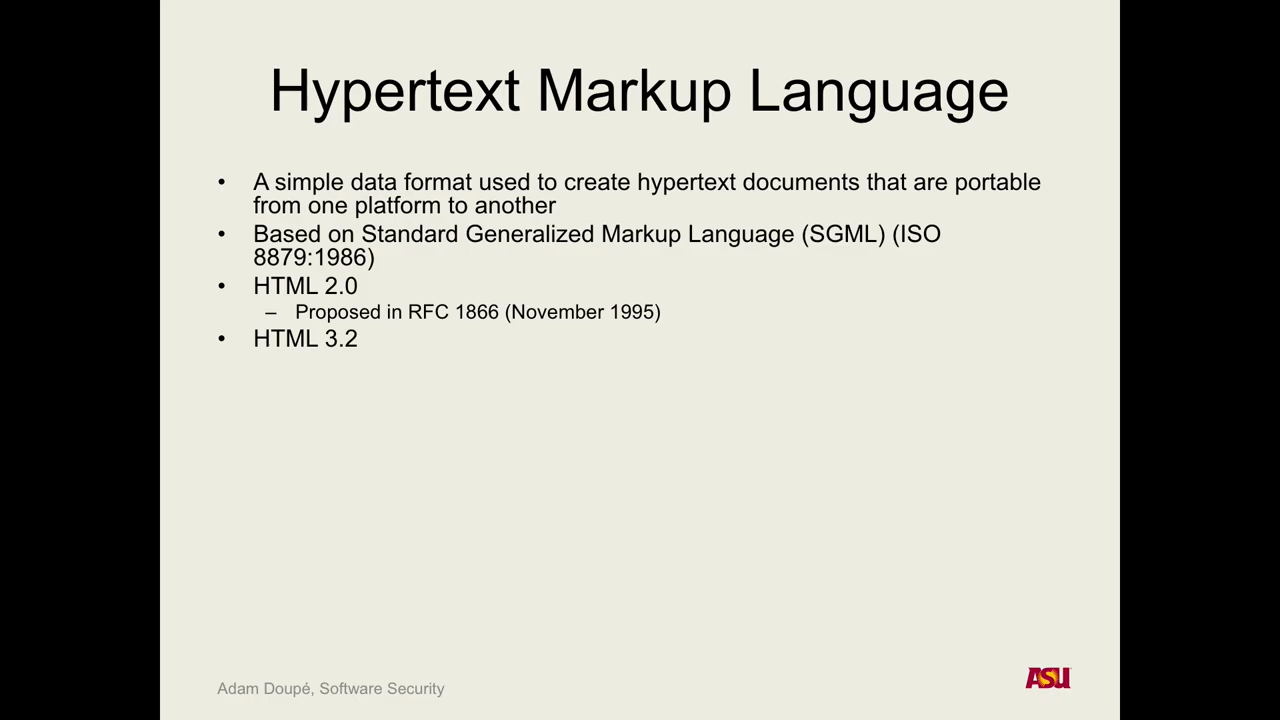 Hypertext Markup Language
• A simple data format used to create hypertext documents that are portable
from one platform to another
• Based on Standard Generalized Markup Language (SGML) (ISO
8879:1986)
• HTML 2.0
– Proposed in RFC 1866 (November 1995)
• HTML 3.2
Adam Doupé, Software Security
ASU